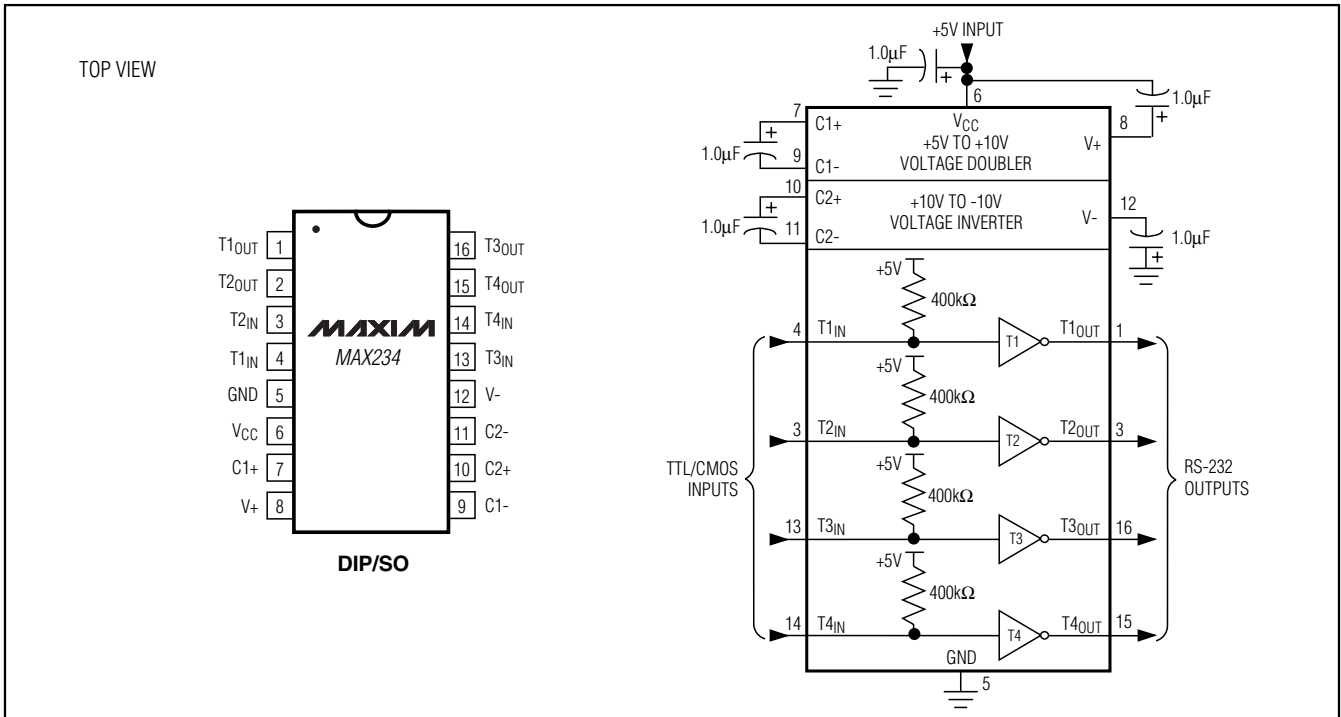 TOP VIEW
T1OUT 1
T2OUT 2
T2IN 3
T1IN 4
GND 5
VCC 6
C1+ 7
V+ 8
MAXIM
MAX234
16 T3OUT
15 T4OUT
14 T4IN
13 T3IN
12 V-
11 C2-
10 C2+
9 C1-
DIP/SO
+5V INPUT
1.0µF
+
6
1.0µF
+
7 C1+
+
1.0µF
9 C1-
VCC
+5V TO +10V
VOLTAGE DOUBLER
V+ 8
10 C2+
+
1.0µF
11 C2-
+10V TO -10V
VOLTAGE INVERTER
V- 12
1.0µF
+
+5V
400kΩ
4 T1IN T1 T1OUT 1
+5V
400kΩ
3 T2IN T2 T2OUT 3
+5V
400kΩ
13 T3IN T3 T3OUT 16
+5V
400kΩ
14 T4IN T4 T4OUT 15
TTL/CMOS
INPUTS
RS-232
OUTPUTS
GND
5